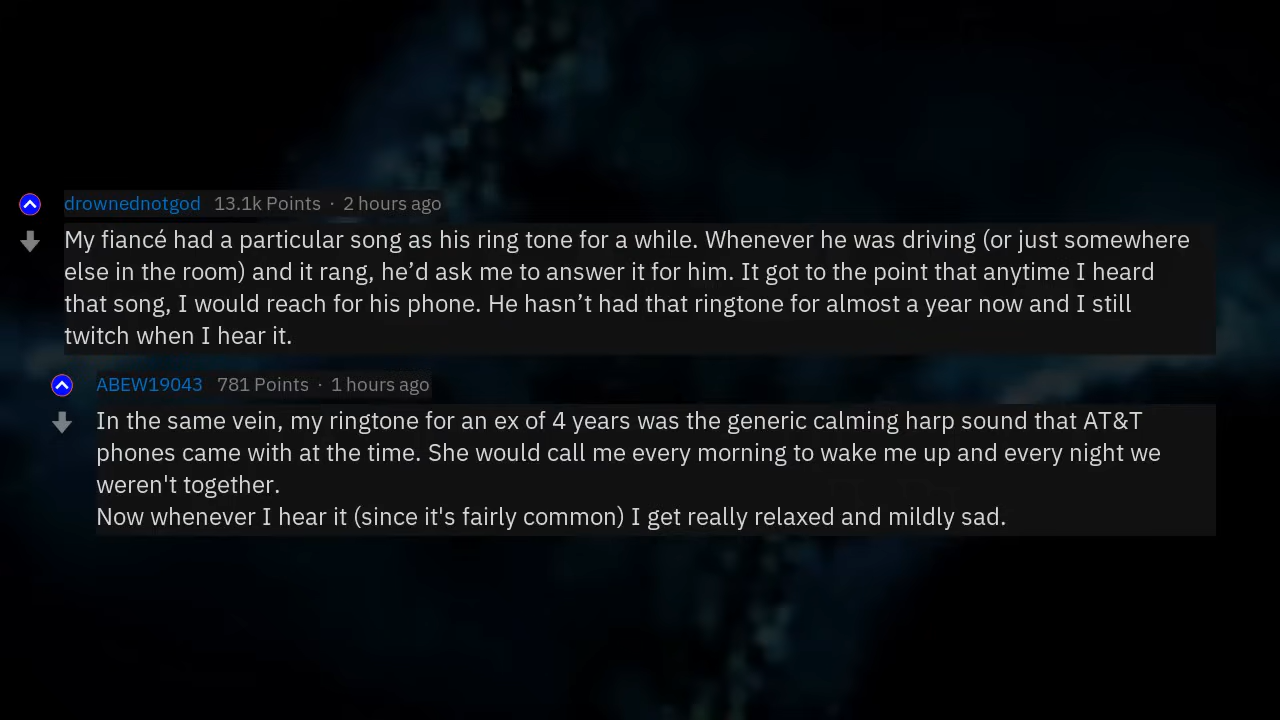 drownednotgod 13.1k Points · 2 hours ago
My fiancé had a particular song as his ring tone for a while. Whenever he was driving (or just somewhere
else in the room) and it rang, he’d ask me to answer it for him. It got to the point that anytime I heard
that song, I would reach for his phone. He hasn’t had that ringtone for almost a year now and I still
twitch when I hear it.
ABEW19043 781 Points · 1 hours ago
In the same vein, my ringtone for an ex of 4 years was the generic calming harp sound that AT&T
phones came with at the time. She would call me every morning to wake me up and every night we
weren't together.
Now whenever I hear it (since it's fairly common) I get really relaxed and mildly sad.